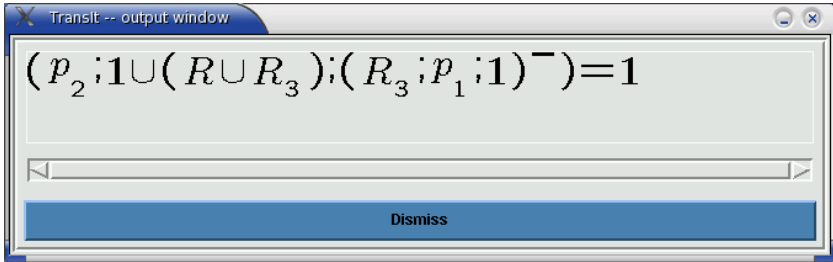 TransIt -- output window
(p₂;1∪(R∪R₃);(R₃;p₁;1)⁻)=1
Dismiss